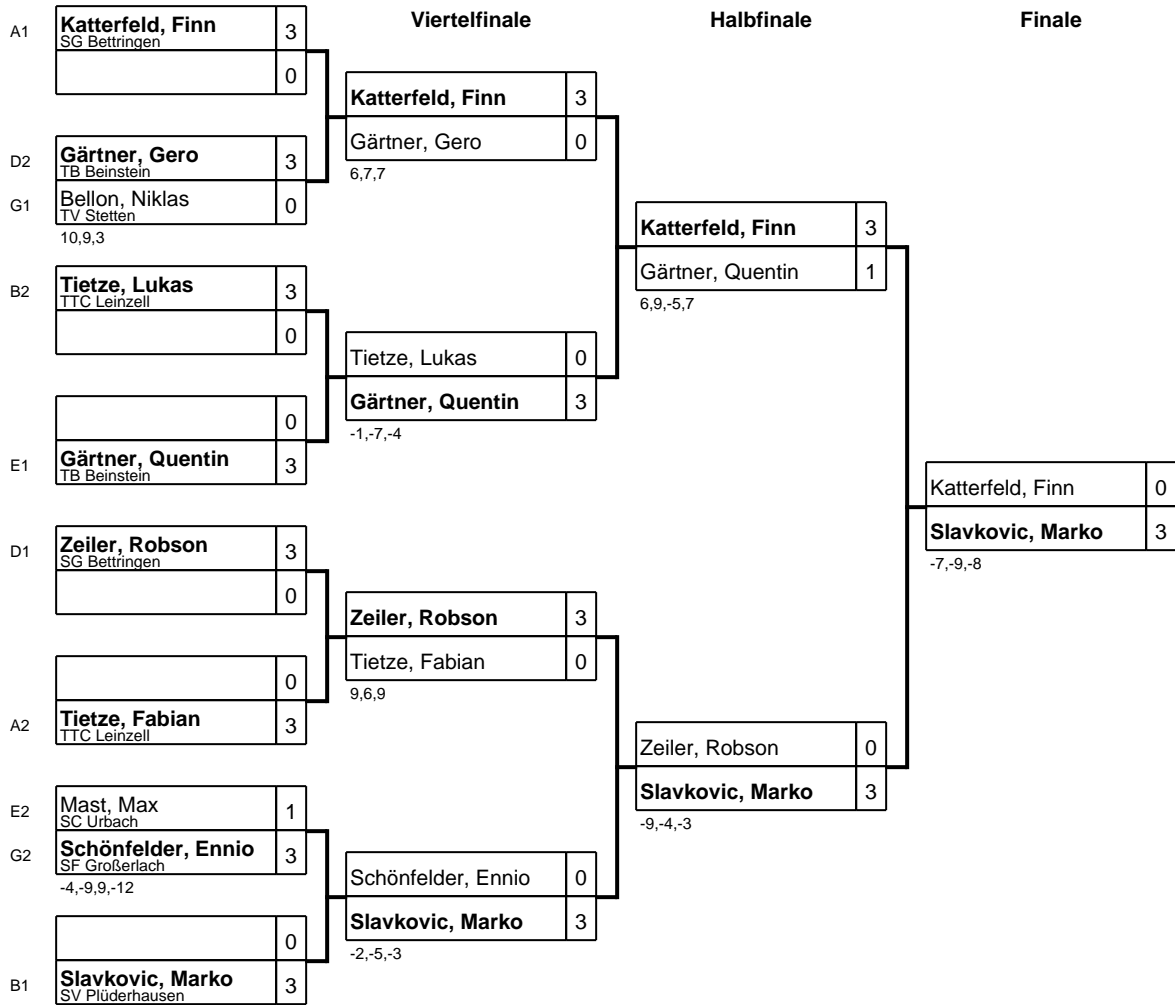 Viertelfinale
Halbfinale
Finale
A1
Katterfeld, Finn 3
SG Bettringen
0
D2
Gärtner, Gero 3
TB Beinstein
G1
Bellon, Niklas 0
TV Stetten
10,9,3
B2
Tietze, Lukas 3
TTC Leinzell
0
0
E1
Gärtner, Quentin 3
TB Beinstein
D1
Zeiler, Robson 3
SG Bettringen
0
0
A2
Tietze, Fabian 3
TTC Leinzell
E2
Mast, Max 1
SC Urbach
G2
Schönfelder, Ennio 3
SF Großerlach
-4,-9,9,-12
0
B1
Slavkovic, Marko 3
SV Plüderhausen
Katterfeld, Finn 3
Gärtner, Gero 0
6,7,7
Tietze, Lukas 0
Gärtner, Quentin 3
-1,-7,-4
Zeiler, Robson 3
Tietze, Fabian 0
9,6,9
Schönfelder, Ennio 0
Slavkovic, Marko 3
-2,-5,-3
Katterfeld, Finn 3
Gärtner, Quentin 1
6,9,-5,7
Zeiler, Robson 0
Slavkovic, Marko 3
-9,-4,-3
Katterfeld, Finn 0
Slavkovic, Marko 3
-7,-9,-8